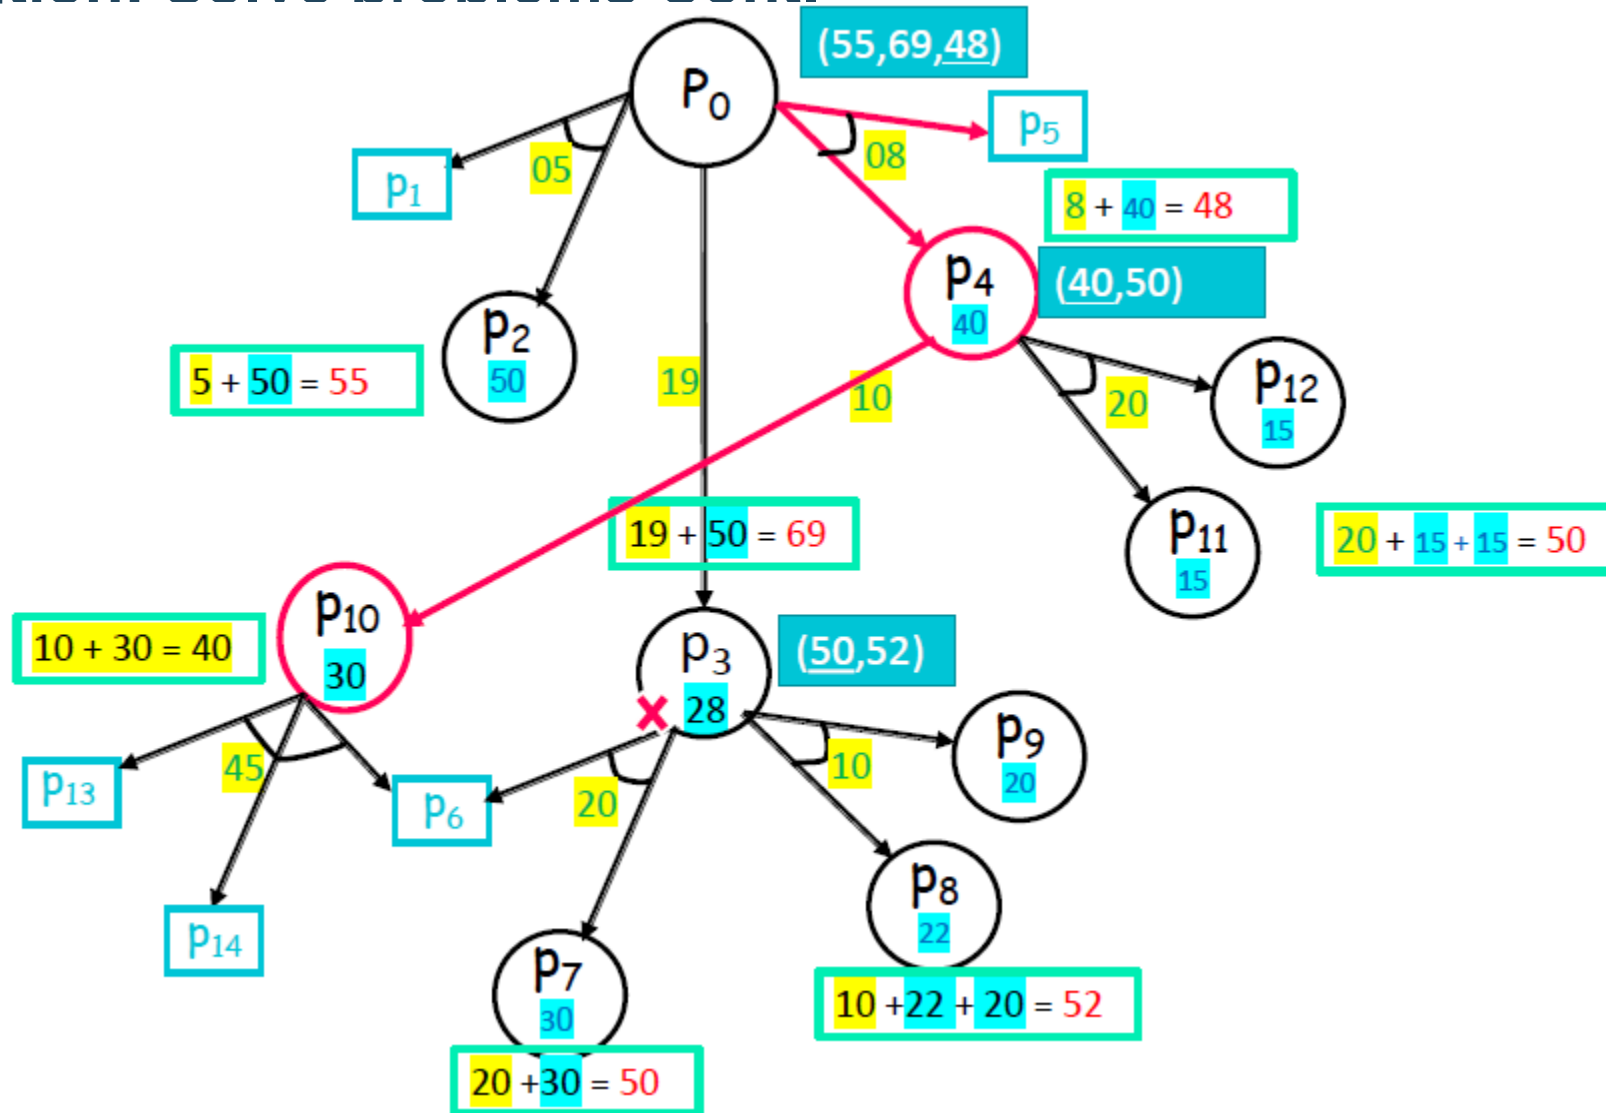 (55,69,48)
P0
p5
08
05
p1
8 + 40 = 48
p4
40
(40,50)
p2
50
5 + 50 = 55
19
10
p12
15
20
p11
15
19 + 50 = 69
20 + 15 + 15 = 50
p10
30
10 + 30 = 40
p3
28
(50,52)
p9
20
45
10
p13
p6
20
p8
22
p14
p7
30
10 +22 + 20 = 52
20 +30 = 50